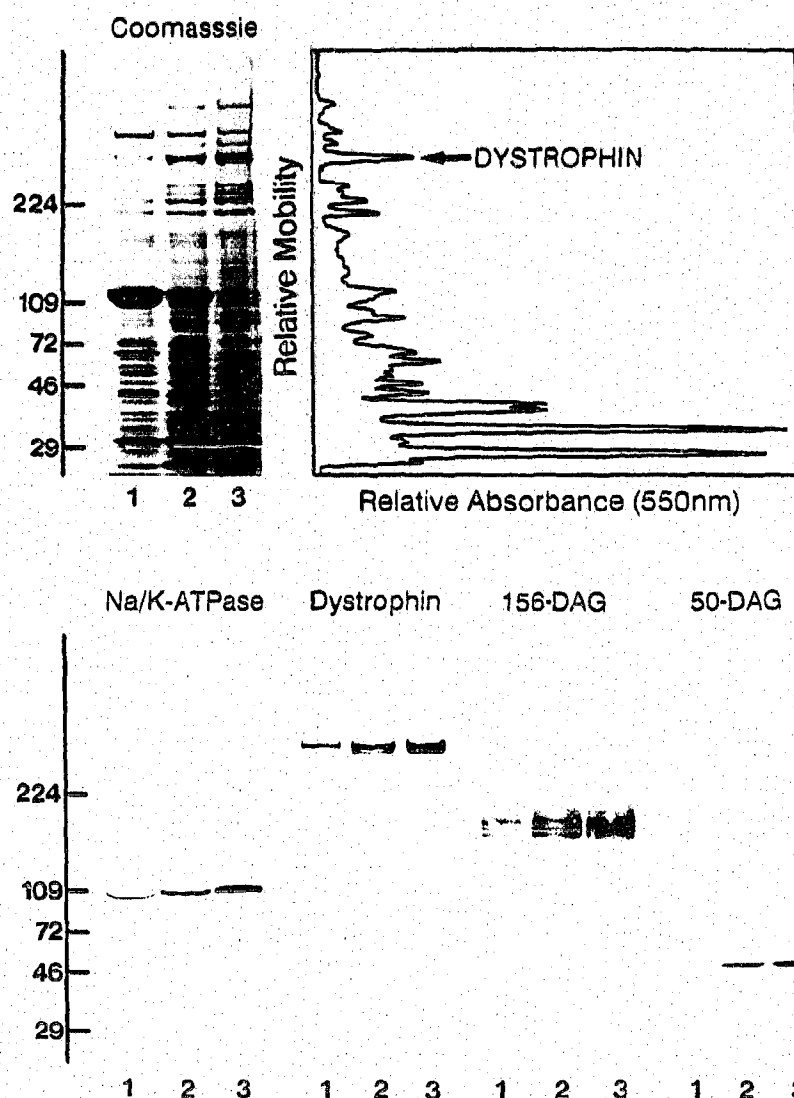 Coomasssie
224
109
72
46
29
1 2 3
Relative Mobility
DYSTROPHIN
Relative Absorbance (550nm)
Na/K-ATPase Dystrophin 156-DAG 50-DAG
224
109
72
46
29
1 2 3 1 2 3 1 2 3 1 2